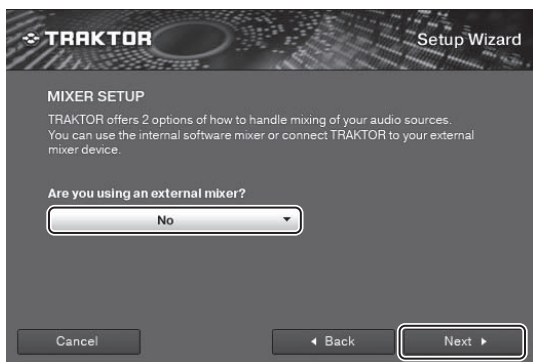 TRAKTOR
Setup Wizard
MIXER SETUP
TRAKTOR offers 2 options of how to handle mixing of your audio sources.
You can use the internal software mixer or connect TRAKTOR to your external
mixer device.
Are you using an external mixer?
No
Cancel
Back
Next